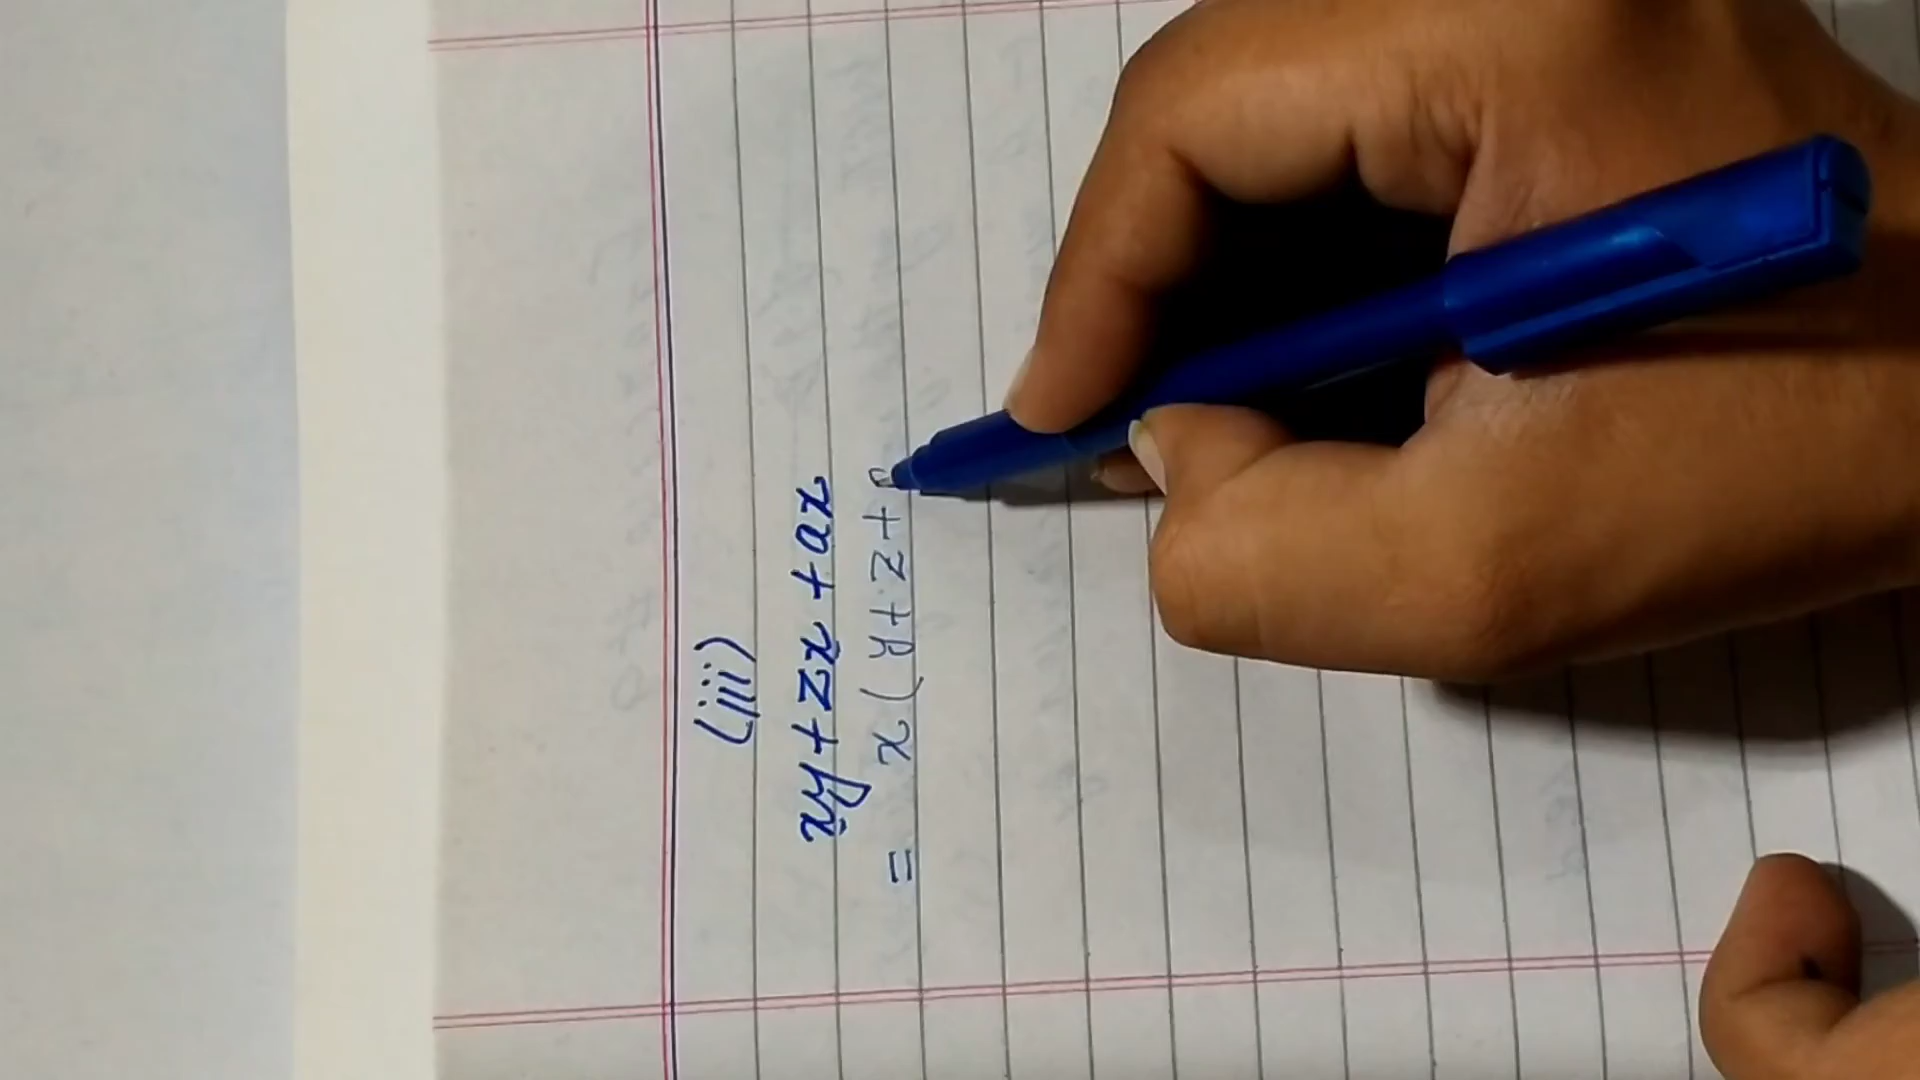 (iii)
xy + zx + ax
= x(y+z+a